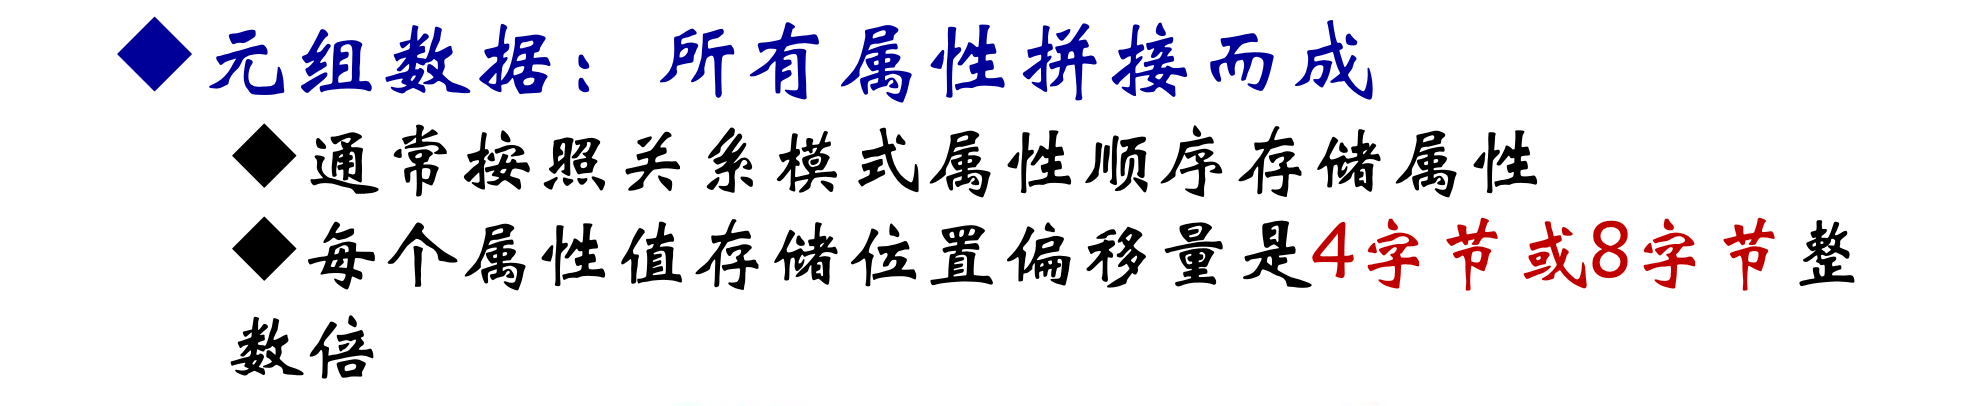 ◆元组数据：所有属性拼接而成
◆通常按照关系模式属性顺序存储属性
◆每个属性值存储位置偏移量是4字节或8字节整
数倍